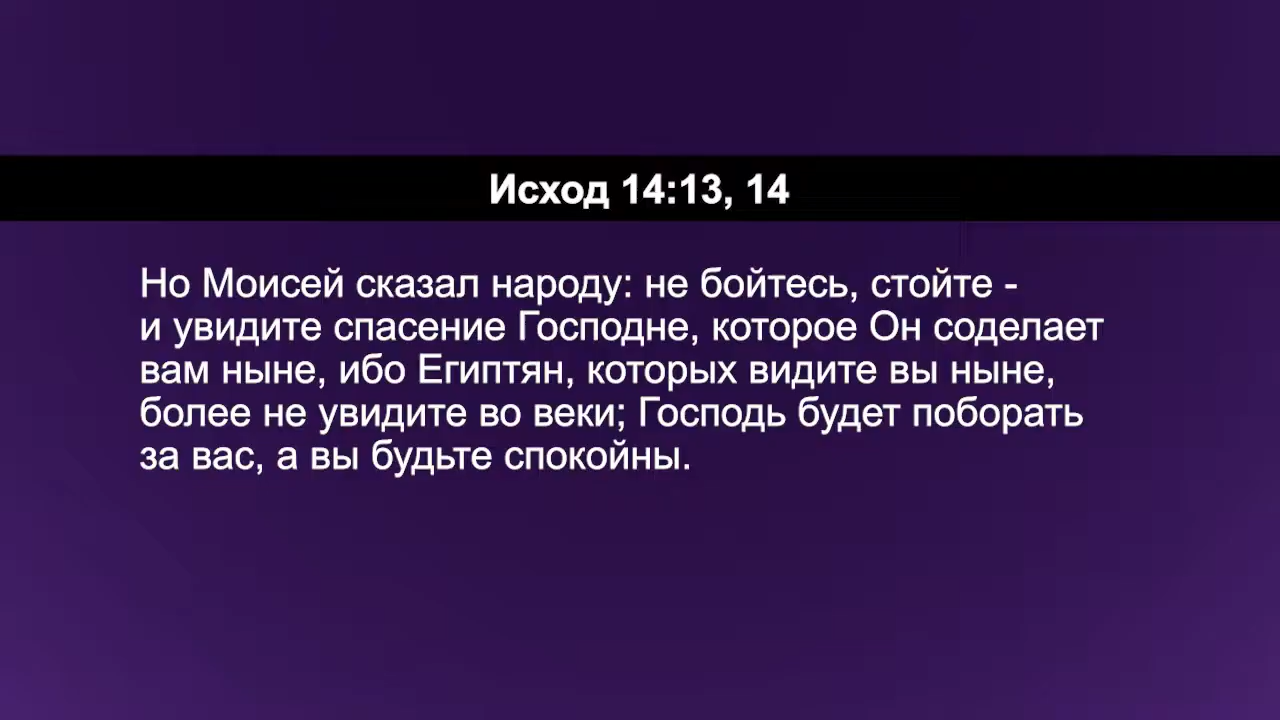 Исход 14:13, 14
Но Моисей сказал народу: не бойтесь, стойте -
и увидите спасение Господне, которое Он соделает
вам ныне, ибо Египтян, которых видите вы ныне,
более не увидите во веки; Господь будет поборать
за вас, а вы будьте спокойны.